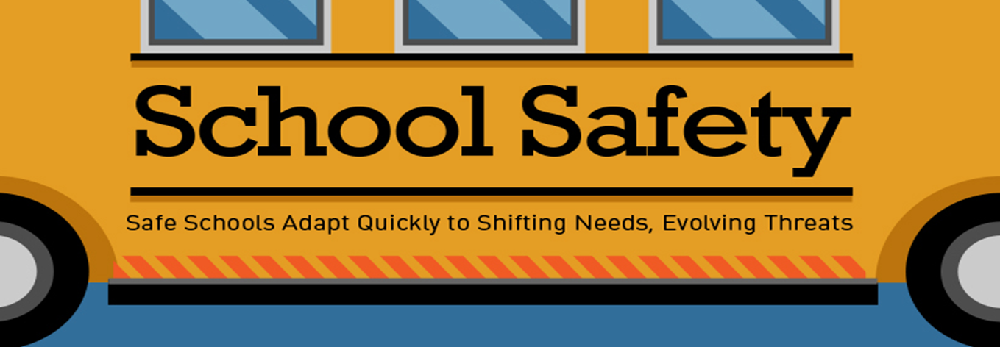 School Safety
Safe Schools Adapt Quickly to Shifting Needs, Evolving Threats